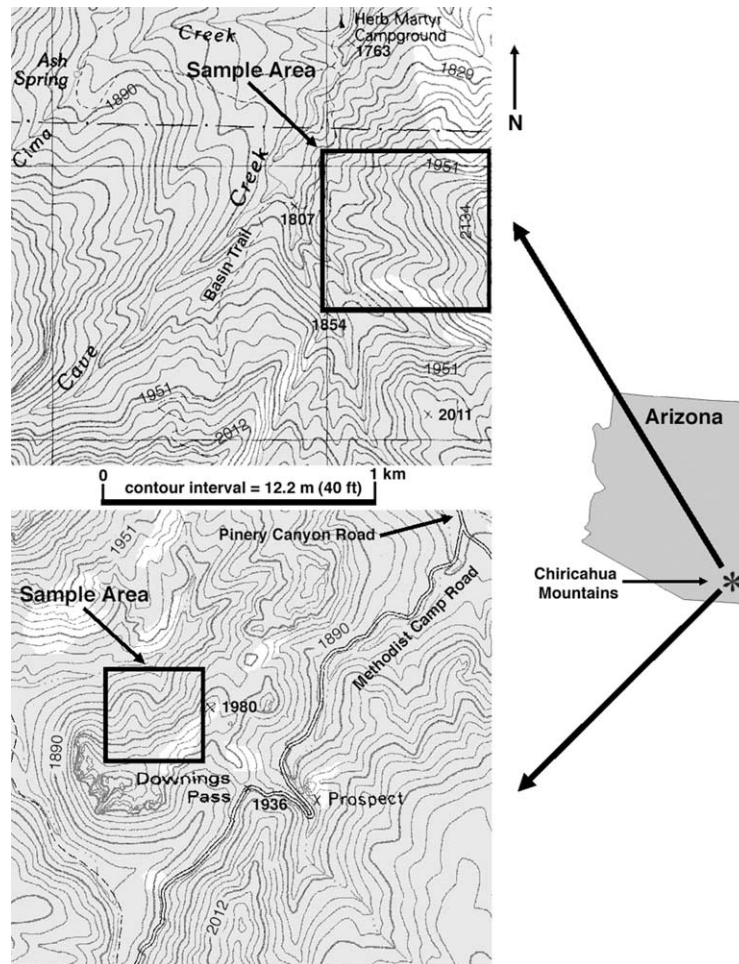 Creek
Herb Martyr
Campground
1763
Ash
Spring
Sample Area
1829
N
1890
Cima
1951
Creek
2134
1807
Basin Trail
Arizona
1854
Cave
1951
1951
2011
2012
0
1 km
contour interval = 12.2 m (40 ft)
Pinery Canyon Road
1951
Chiricahua
Mountains
Sample Area
1890
Methodist Camp Road
1980
1890
Downings
Pass
1936
Prospect
2012